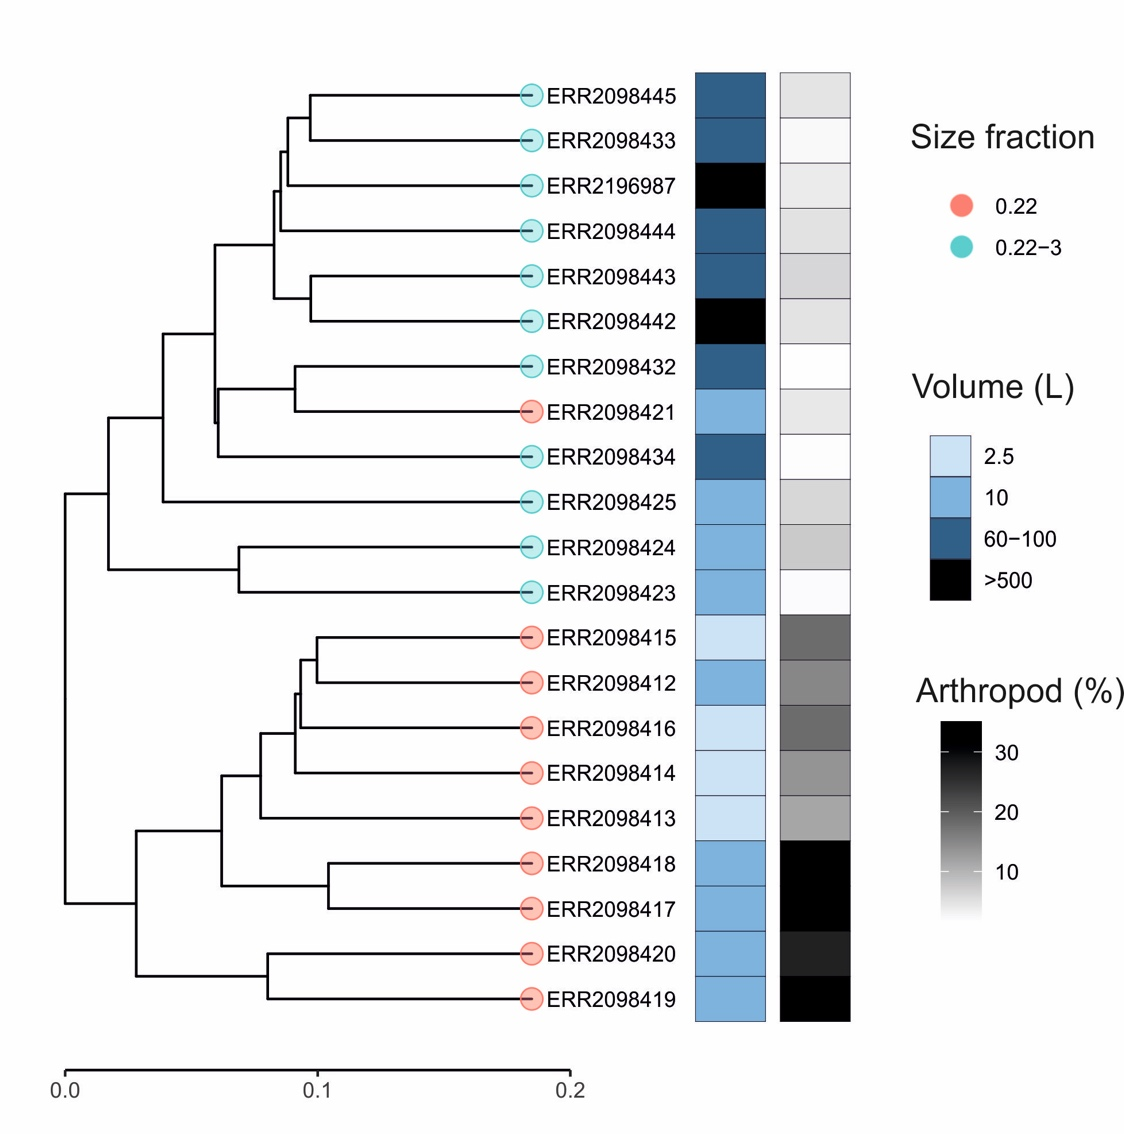 ERR2098445
ERR2098433
ERR2196987
ERR2098444
ERR2098443
ERR2098442
ERR2098432
ERR2098421
ERR2098434
ERR2098425
ERR2098424
ERR2098423
ERR2098415
ERR2098412
ERR2098416
ERR2098414
ERR2098413
ERR2098418
ERR2098417
ERR2098420
ERR2098419
0.0 0.1 0.2
Size fraction
0.22
0.22−3
Volume (L)
2.5
10
60−100
>500
Arthropod (%)
30
20
10